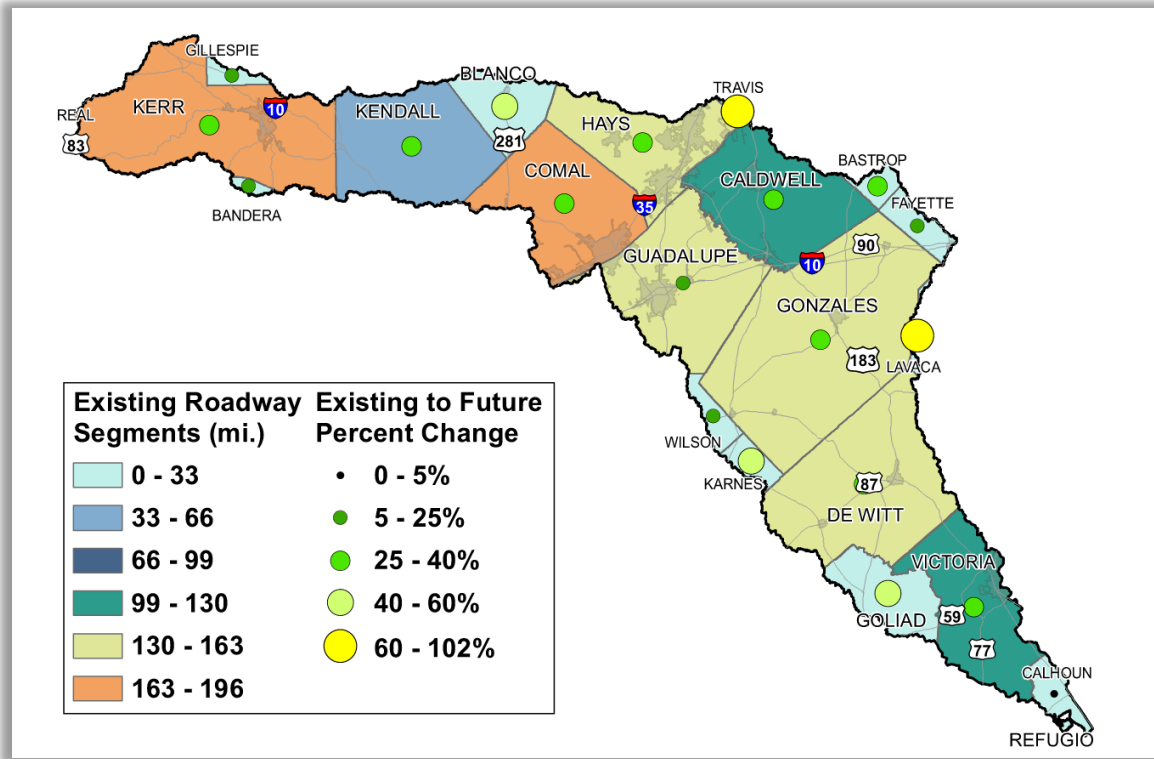 GILLESPIE
BLANCO
TRAVIS
REAL
KERR
10
KENDALL
HAYS
83
281
BASTROP
COMAL
CALDWELL
BANDERA
35
FAYETTE
90
GUADALUPE
10
GONZALES
183
LAVACA
WILSON
KARNES
87
DE WITT
VICTORIA
59
GOLIAD
77
CALHOUN
REFUGIO
Existing Roadway
Segments (mi.)
0 - 33
33 - 66
66 - 99
99 - 130
130 - 163
163 - 196
Existing to Future
Percent Change
0 - 5%
5 - 25%
25 - 40%
40 - 60%
60 - 102%